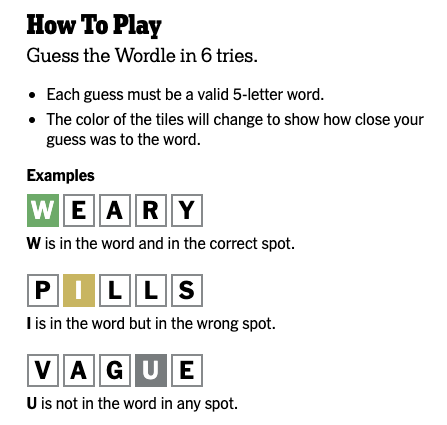 How To Play
Guess the Wordle in 6 tries.
• Each guess must be a valid 5-letter word.
• The color of the tiles will change to show how close your
guess was to the word.
Examples
W E A R Y
W is in the word and in the correct spot.
P I L L S
I is in the word but in the wrong spot.
V A G U E
U is not in the word in any spot.